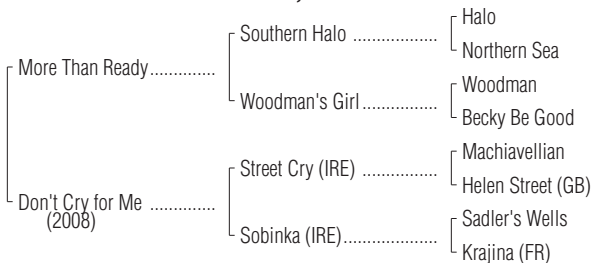 Halo
Southern Halo ..................
Northern Sea
More Than Ready..............
Woodman
Woodman's Girl................
Becky Be Good
Machiavellian
Street Cry (IRE) ................
Helen Street (GB)
Don't Cry for Me ..............
(2008)
Sadler's Wells
Sobinka (IRE)....................
Krajina (FR)